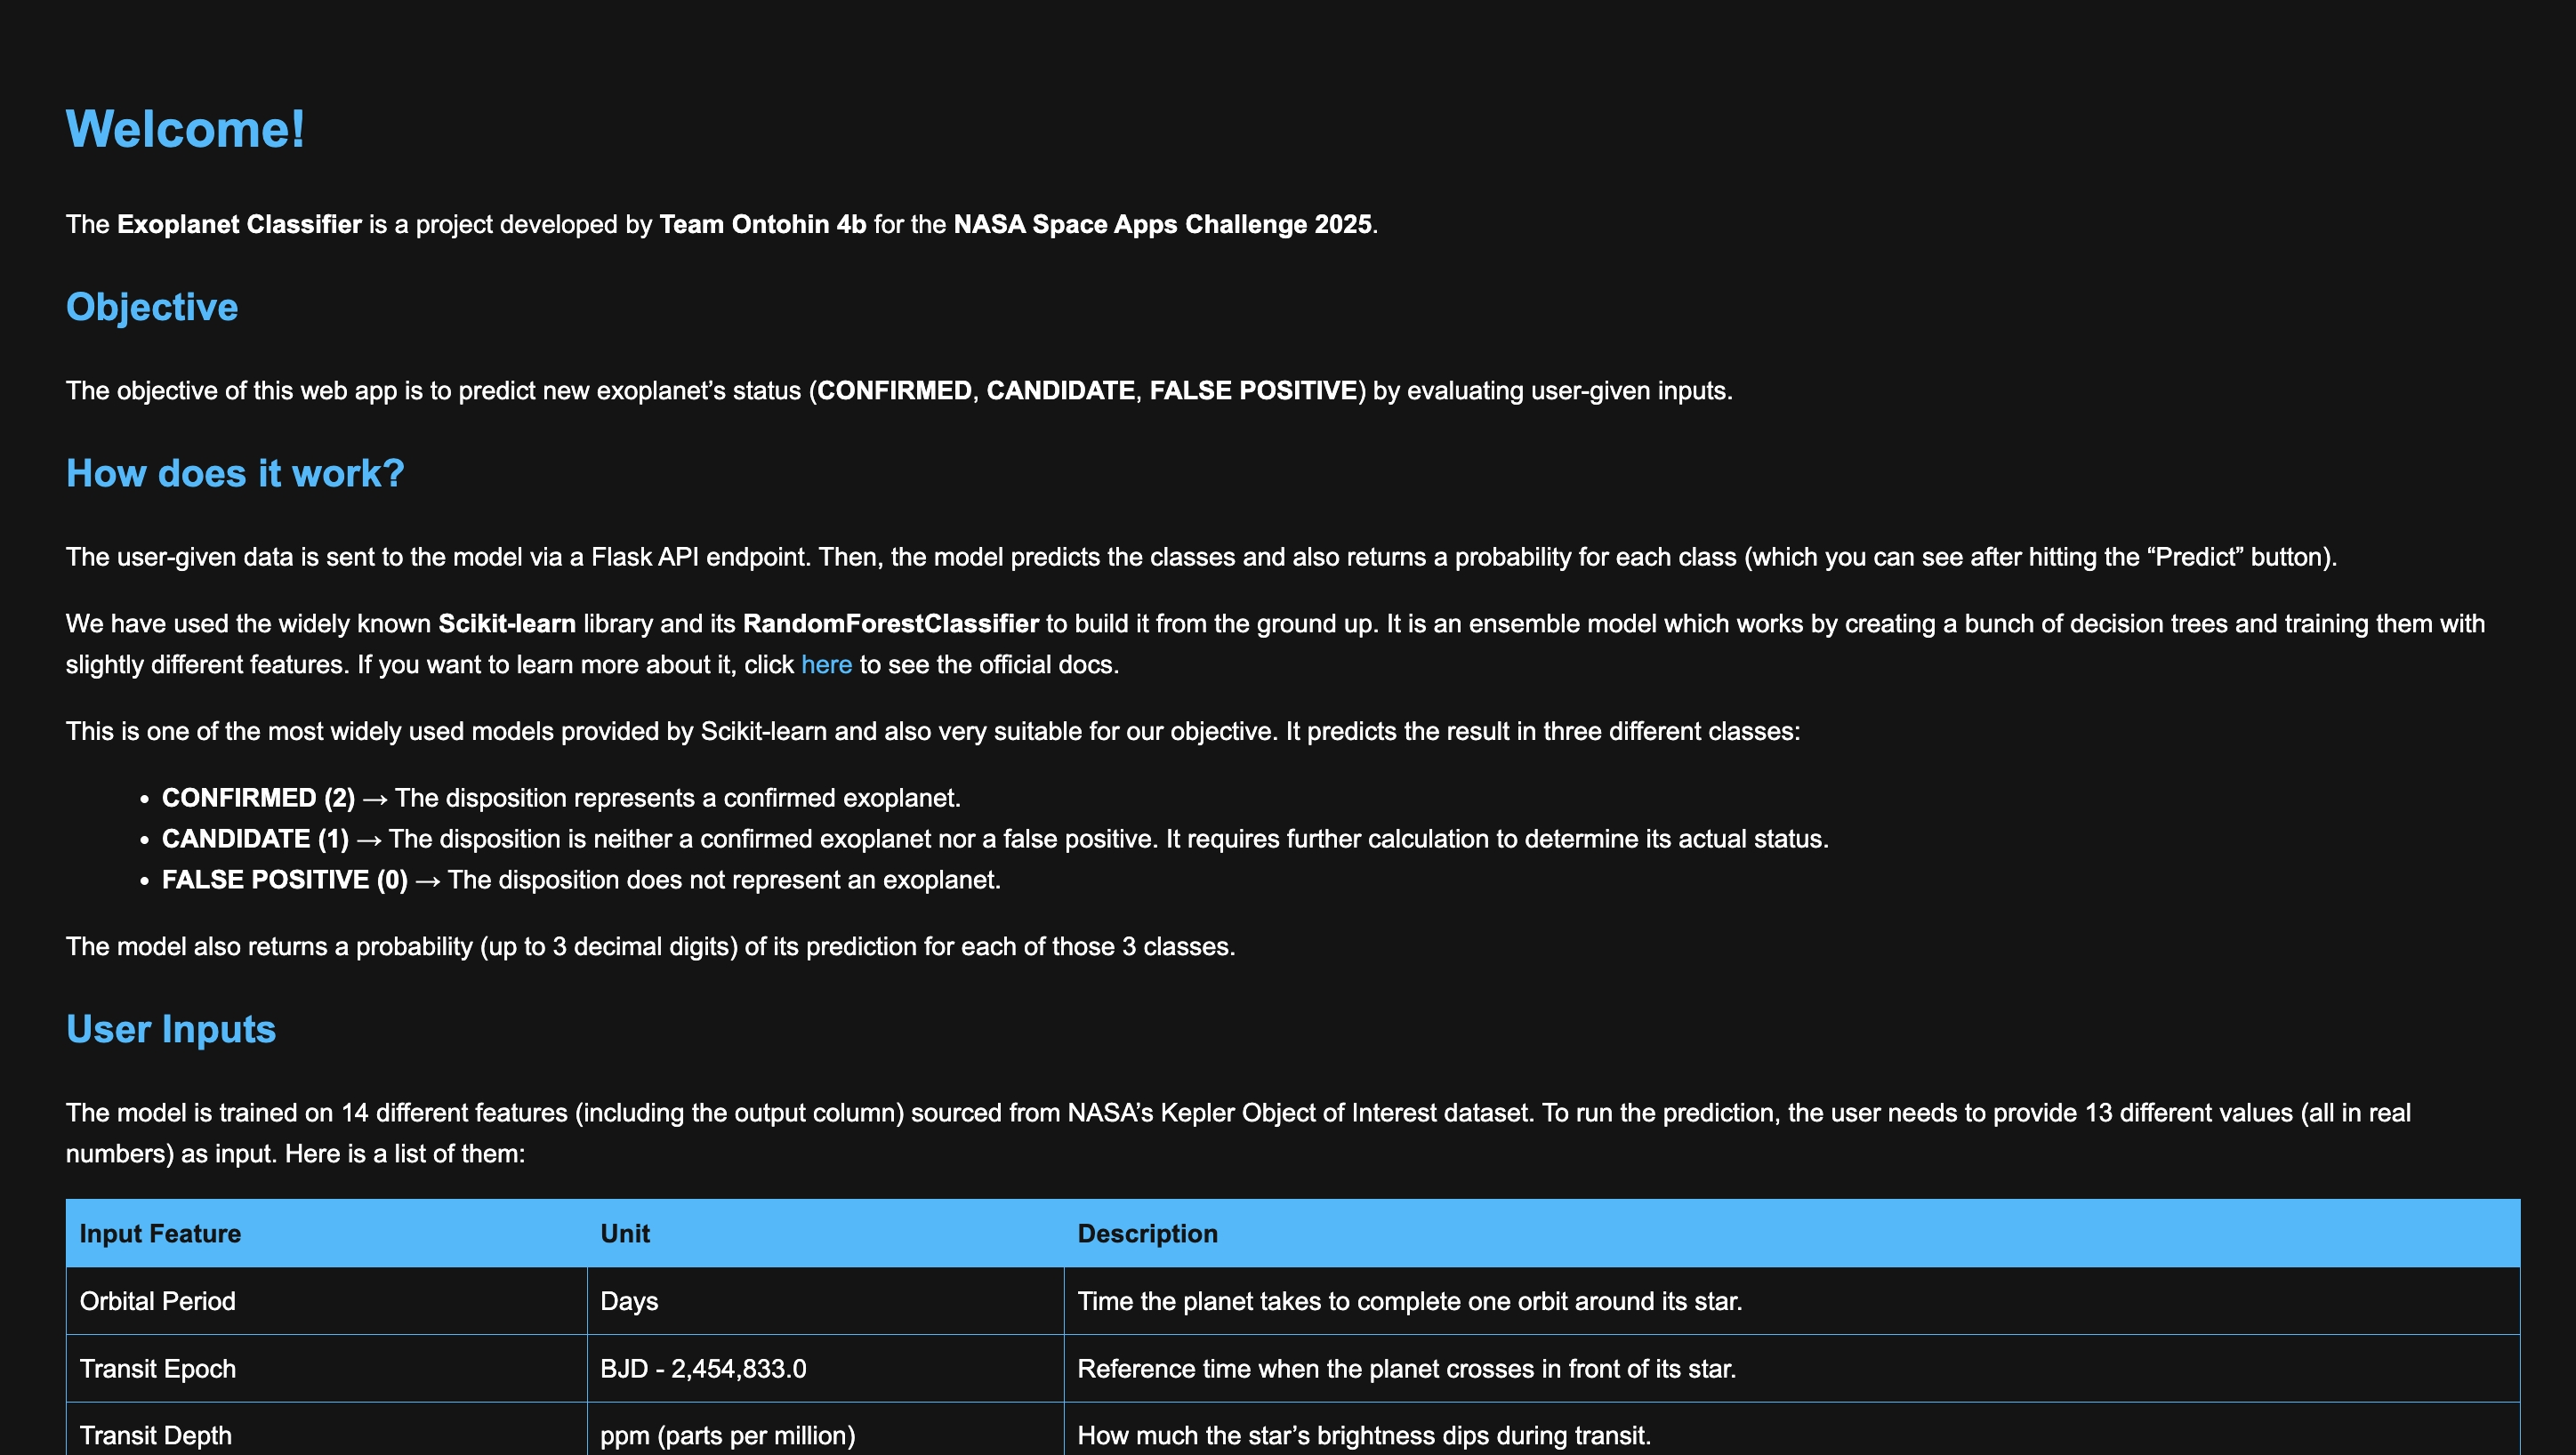 Welcome!
The Exoplanet Classifier is a project developed by Team Ontohin 4b for the NASA Space Apps Challenge 2025.
Objective
The objective of this web app is to predict new exoplanet’s status (CONFIRMED, CANDIDATE, FALSE POSITIVE) by evaluating user-given inputs.
How does it work?
The user-given data is sent to the model via a Flask API endpoint. Then, the model predicts the classes and also returns a probability for each class (which you can see after hitting the “Predict” button).
We have used the widely known Scikit-learn library and its RandomForestClassifier to build it from the ground up. It is an ensemble model which works by creating a bunch of decision trees and training them with
slightly different features. If you want to learn more about it, click here to see the official docs.
This is one of the most widely used models provided by Scikit-learn and also very suitable for our objective. It predicts the result in three different classes:
• CONFIRMED (2) → The disposition represents a confirmed exoplanet.
• CANDIDATE (1) → The disposition is neither a confirmed exoplanet nor a false positive. It requires further calculation to determine its actual status.
• FALSE POSITIVE (0) → The disposition does not represent an exoplanet.
The model also returns a probability (up to 3 decimal digits) of its prediction for each of those 3 classes.
User Inputs
The model is trained on 14 different features (including the output column) sourced from NASA’s Kepler Object of Interest dataset. To run the prediction, the user needs to provide 13 different values (all in real
numbers) as input. Here is a list of them:
Input Feature Unit Description
Orbital Period Days Time the planet takes to complete one orbit around its star.
Transit Epoch BJD - 2,454,833.0 Reference time when the planet crosses in front of its star.
Transit Depth ppm (parts per million) How much the star’s brightness dips during transit.